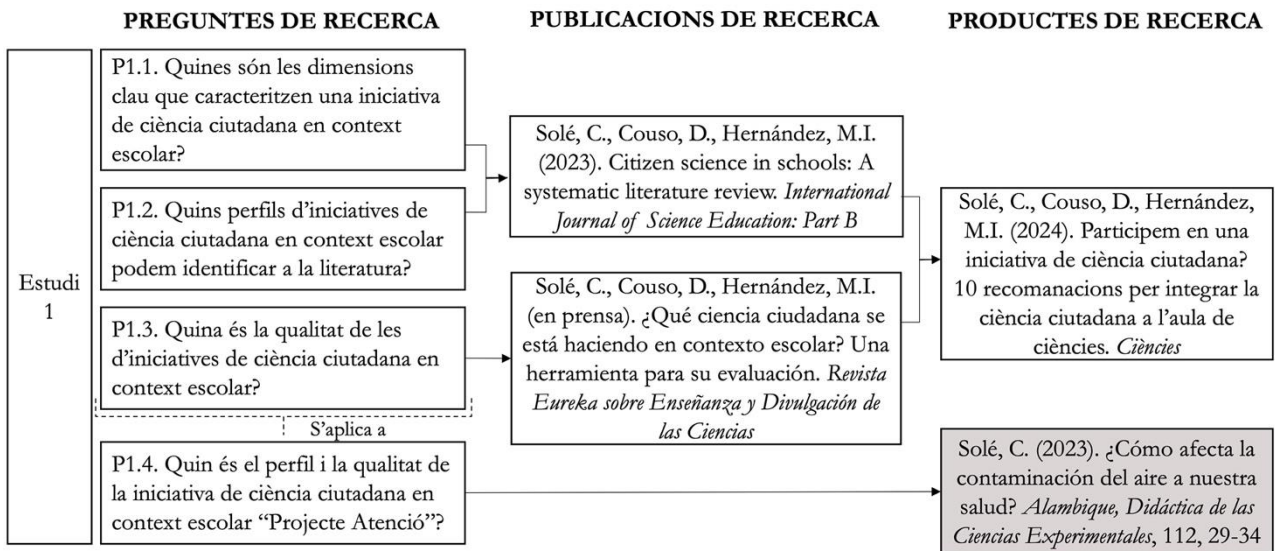 PREGUNTES DE RECERCA
PUBLICACIONS DE RECERCA
PRODUCTES DE RECERCA
Estudi
1
P1.1. Quines són les dimensions
clau que caracteritzen una iniciativa
de ciència ciutadana en context
escolar?
P1.2. Quins perfils d'iniciatives de
ciència ciutadana en context escolar
podem identificar a la literatura?
P1.3. Quina és la qualitat de les
d'iniciatives de ciència ciutadana en
context escolar?
S'aplica a
P1.4. Quin és el perfil i la qualitat de
la iniciativa de ciència ciutadana en
context escolar “Projecte Atenció”?
Solé, C., Couso, D., Hernández, M.I.
(2023). Citizen science in schools: A
systematic literature review. International
Journal of Science Education: Part B
Solé, C., Couso, D., Hernández, M.I.
(en prensa). ¿Qué ciencia ciudadana se
está haciendo en contexto escolar? Una
herramienta para su evaluación. Revista
Eureka sobre Enseñanza y Divulgación de
las Ciencias
Solé, C., Couso, D., Hernández,
M.I. (2024). Participem en una
iniciativa de ciència ciutadana?
10 recomanacions per integrar la
ciència ciutadana a l'aula de
ciències. Ciències
Solé, C. (2023). ¿Cómo afecta la
contaminación del aire a nuestra
salud? Alambique, Didáctica de las
Ciencias Experimentales, 112, 29-34